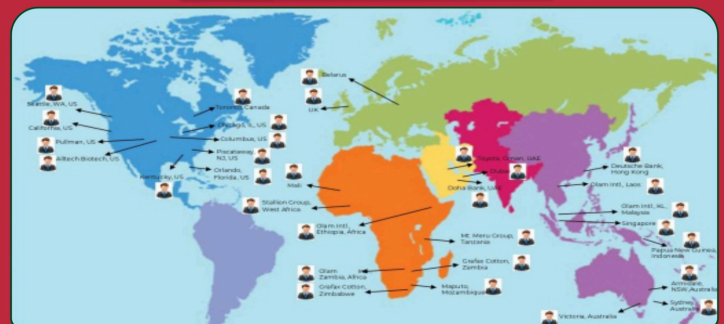 Belarus
UK
Seattle, WA, US
California, US
Pullman, US
Alltech Biotech, US
Kentucky, US
Toronto, Canada
Chicago, IL, US
Columbus, US
Piscataway,
NJ, US
Orlando,
Florida, US
Mali
Stallion Group,
West Africa
Olam Intl,
Ethiopia, Africa
Olam
Zambia, Africa
Grafax Cotton,
Zimbabwe
Mt. Meru Group,
Tanzania
Grafax Cotton,
Zambia
Maputo,
Mozambique
Toyota, Oman, UAE
Dubai
Doha Bank, UAE
Deutsche Bank,
Hong Kong
Olam Intl, Laos
Olam Intl, KL,
Malaysia
Singapore
Papua New Guinea,
Indonesia
Armidale,
NSW, Australia
Sydney,
Australia
Victoria, Australia